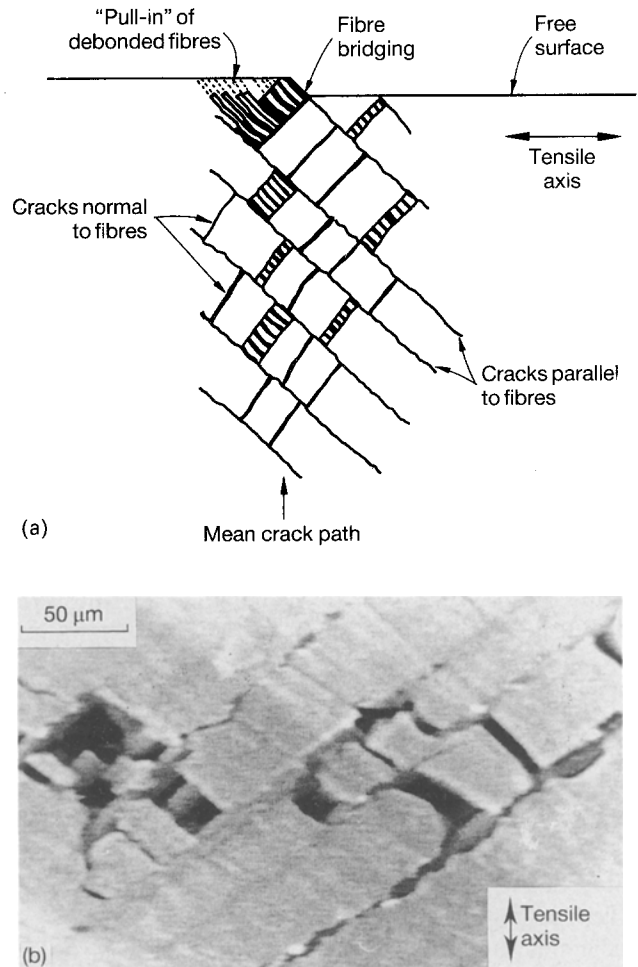 “Pull-in” of
debonded fibres
Fibre
bridging
Free
surface
Tensile
axis
Cracks normal
to fibres
Cracks parallel
to fibres
Mean crack path
(a)
50 μm
Tensile
axis
(b)